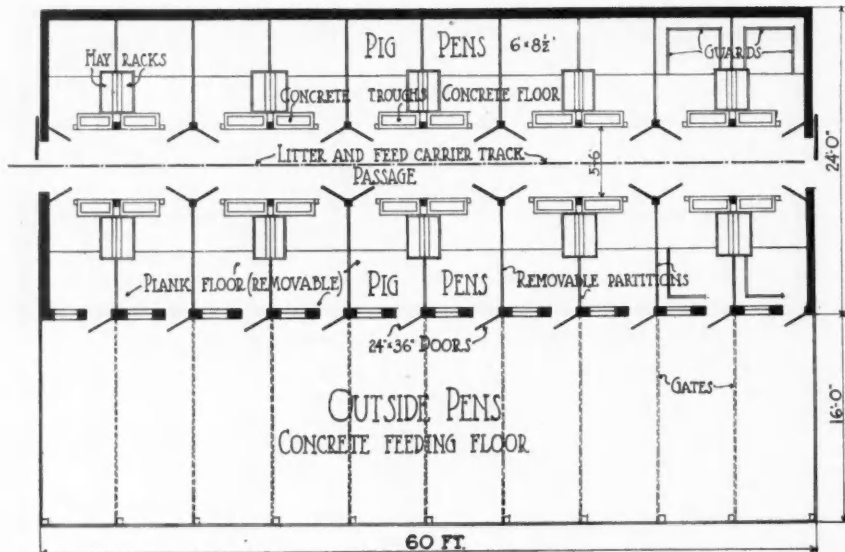 PIG PENS 6×8½'
HAY RACKS
GUARDS
CONCRETE TROUGHS CONCRETE FLOOR
24'-0"
LITTER AND FEED CARRIER TRACK
5'-6"
PASSAGE
PLANK FLOOR (REMOVABLE) PIG PENS REMOVABLE PARTITIONS
24"×36" DOORS
GATES
OUTSIDE PENS
CONCRETE FEEDING FLOOR
16'-0"
60 FT.